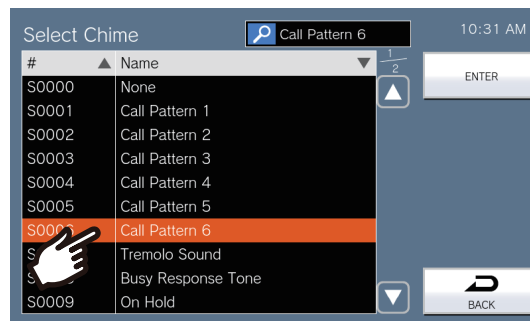 Select Chime Call Pattern 6 10:31 AM
# Name 1/2
S0000 None
S0001 Call Pattern 1
S0002 Call Pattern 2
S0003 Call Pattern 3
S0004 Call Pattern 4
S0005 Call Pattern 5
S0006 Call Pattern 6
Tremolo Sound
Busy Response Tone
S0009 On Hold
ENTER
BACK